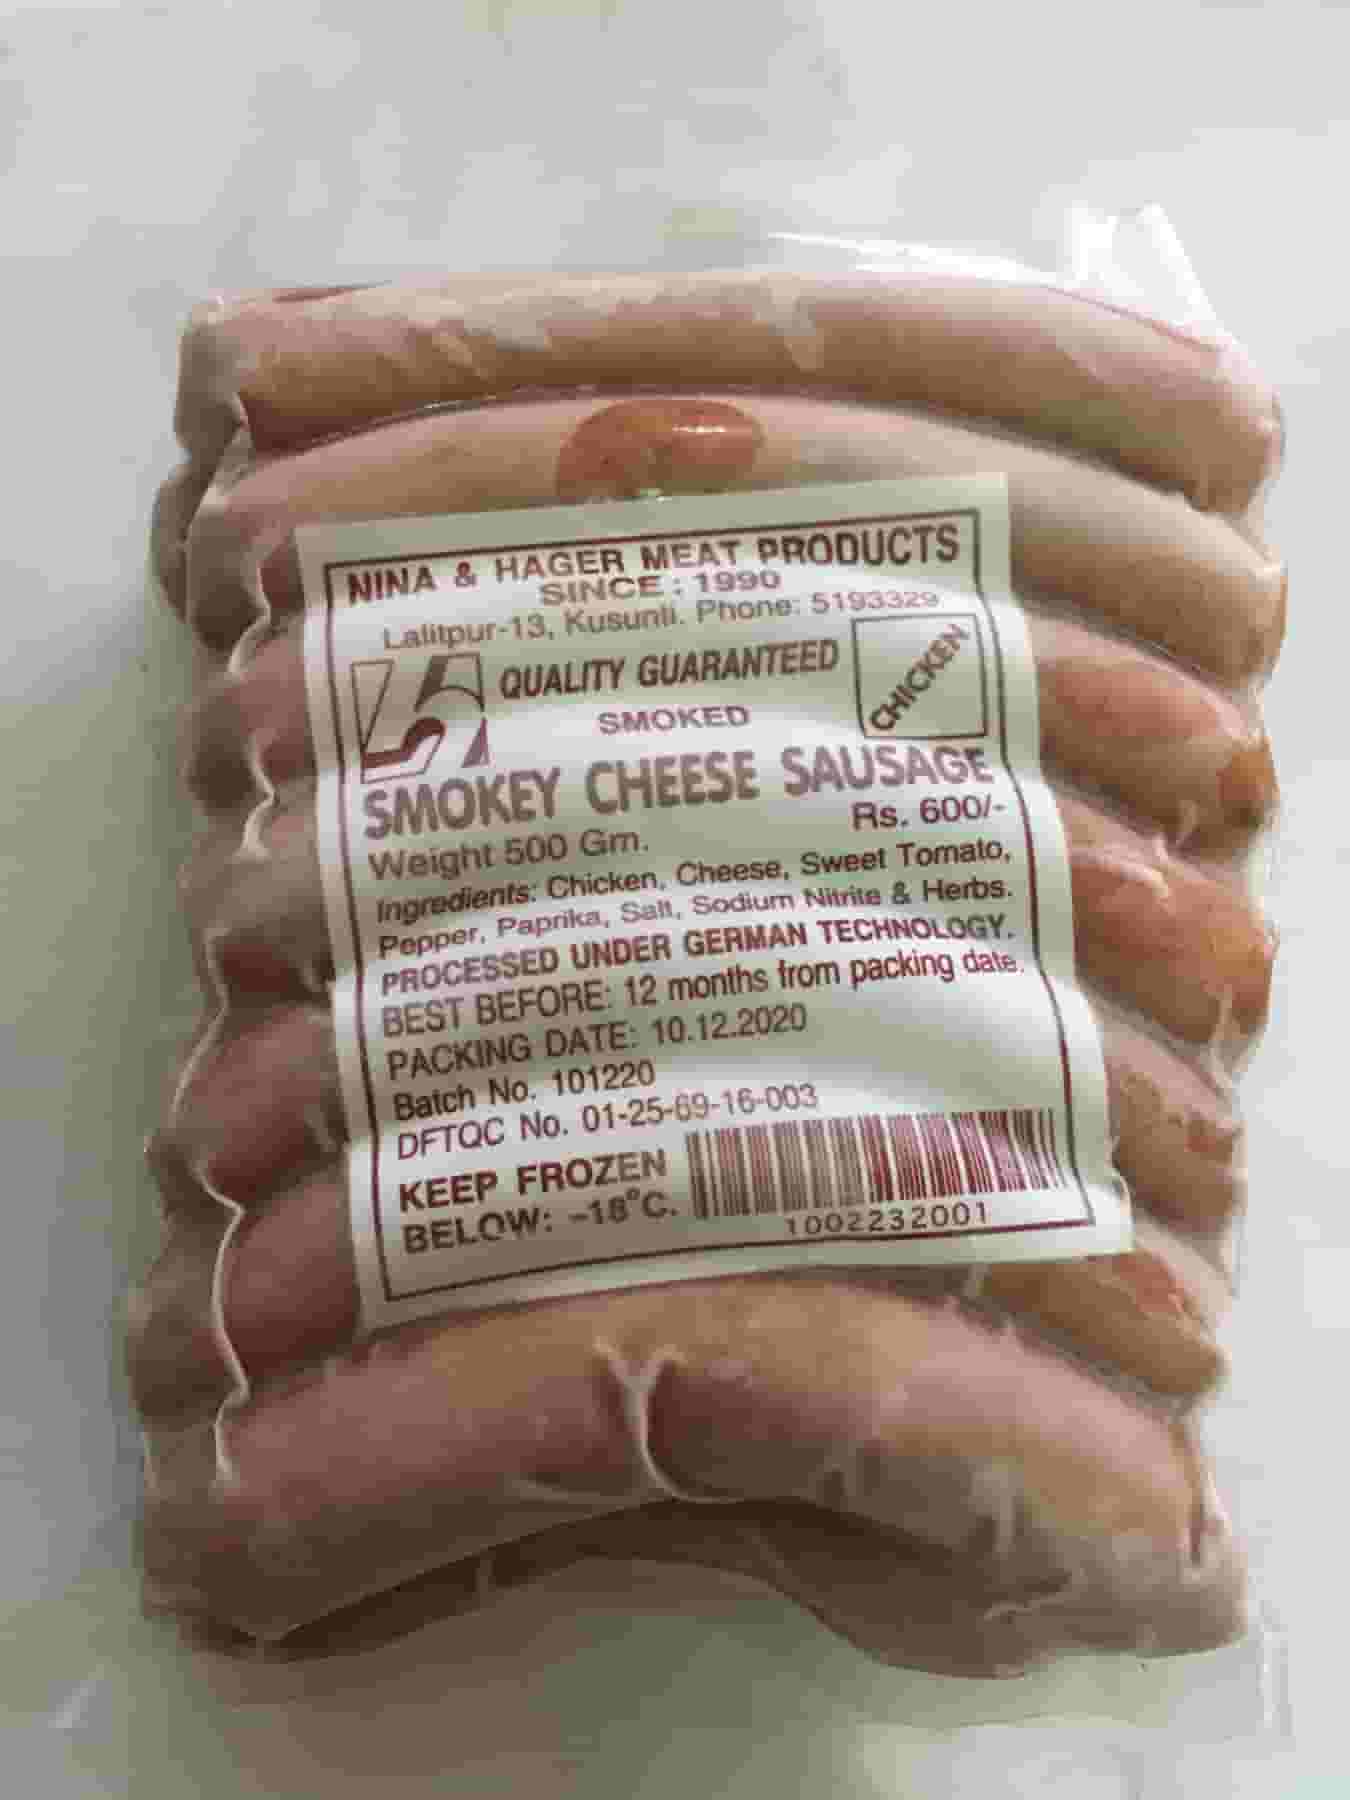 NINA & HAGER MEAT PRODUCTS
SINCE : 1990
Lalitpur-13, Kusunti. Phone: 5193329
QUALITY GUARANTEED
CHICKEN
SMOKED
SMOKEY CHEESE SAUSAGE
Rs. 600/-
Weight 500 Gm.
Ingredients: Chicken, Cheese, Sweet Tomato,
Pepper, Paprika, Salt, Sodium Nitrite & Herbs.
PROCESSED UNDER GERMAN TECHNOLOGY.
BEST BEFORE: 12 months from packing date.
PACKING DATE: 10.12.2020
Batch No. 101220
DFTQC No. 01-25-69-16-003
KEEP FROZEN
BELOW: -18°C.
1002232001